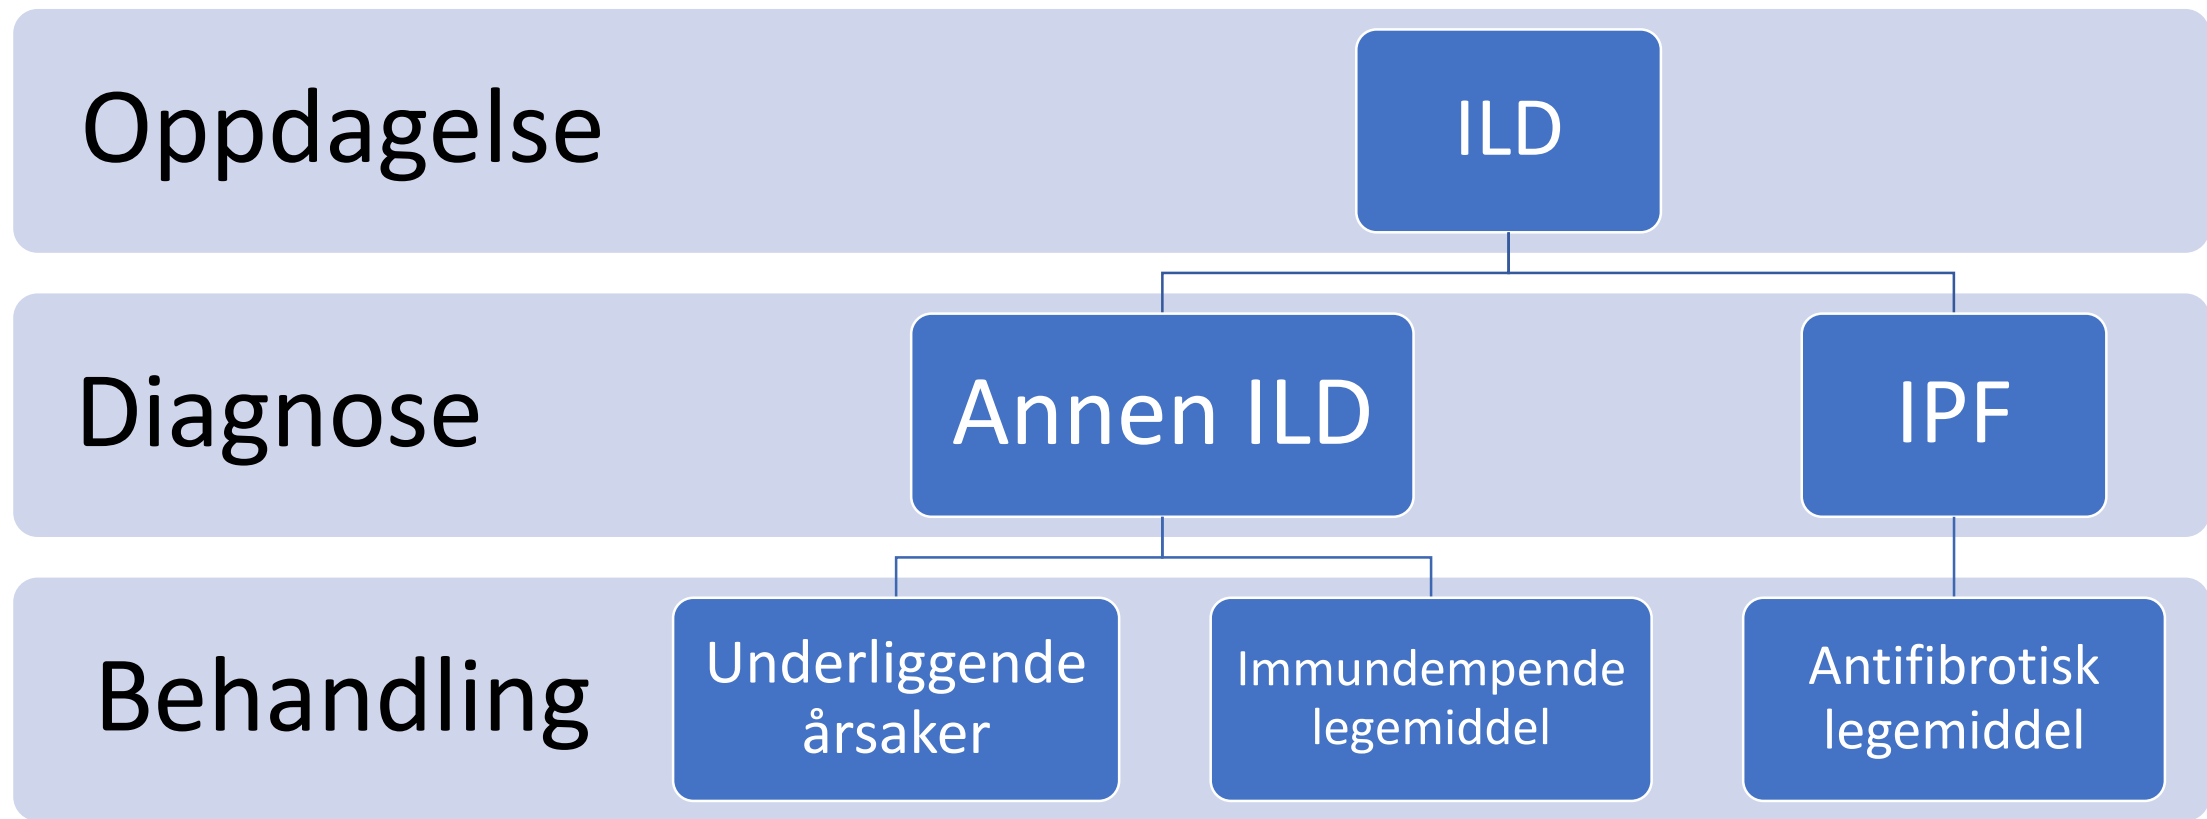 Oppdagelse
ILD
Diagnose
Annen ILD
IPF
Behandling
Underliggende
årsaker
Immundempende
legemiddel
Antifibrotisk
legemiddel